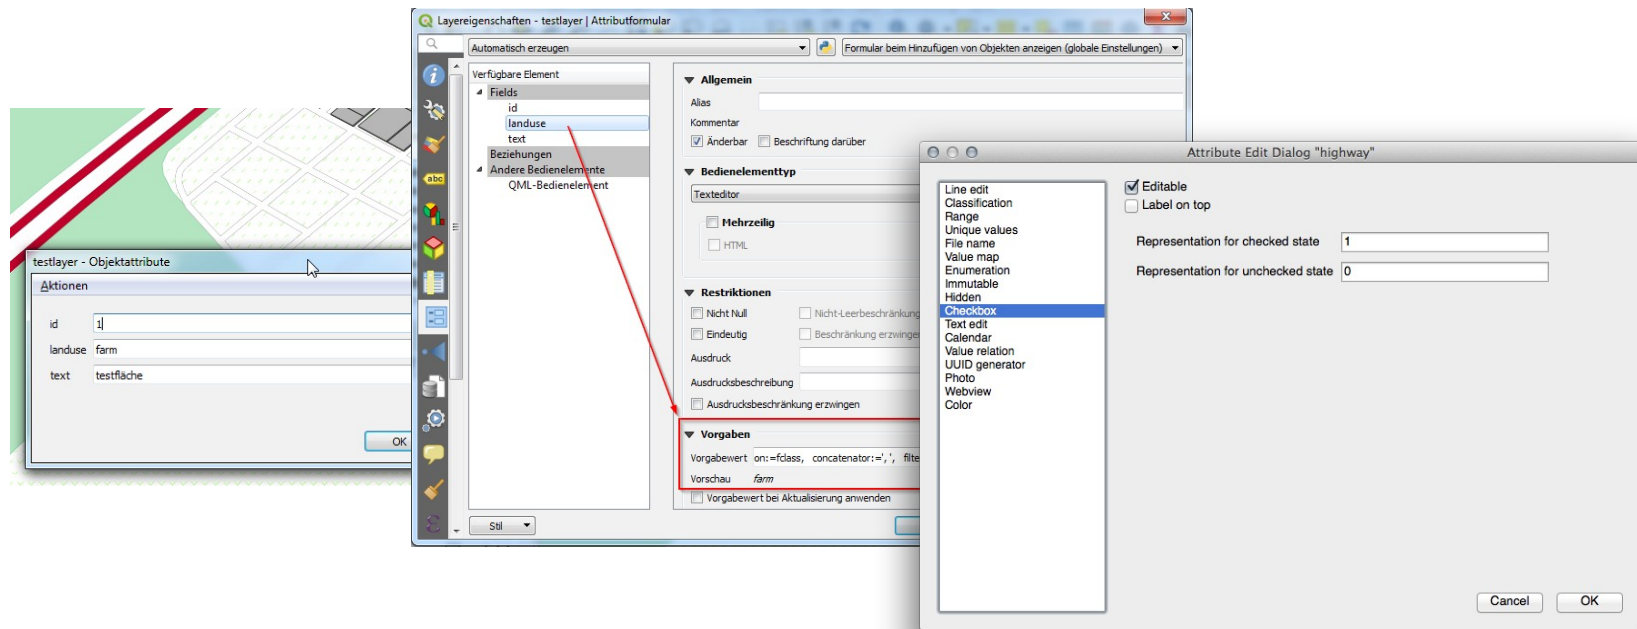 Layereigenschaften - testlayer | Attributformular
Automatisch erzeugen
Formular beim Hinzufügen von Objekten anzeigen (globale Einstellungen)
Verfügbare Element
Fields
id
landuse
text
Beziehungen
Andere Bedienelemente
QML-Bedienelement
Stil
Allgemein
Alias
Kommentar
Änderbar Beschriftung darüber
Bedienelementtyp
Texteditor
Mehrzeilig
HTML
Restriktionen
Nicht Null Nicht-Leerbeschränkung
Eindeutig Beschränkung erzwinge
Ausdruck
Ausdrucksbeschreibung
Ausdrucksbeschränkung erzwingen
Vorgaben
Vorgabewert on:=fclass, concatenator:=',', filte
Vorschau farm
Vorgabewert bei Aktualisierung anwenden
abc
testlayer - Objektattribute
Aktionen
id 1
landuse farm
text testfläche
OK
Attribute Edit Dialog "highway"
Line edit
Classification
Range
Unique values
File name
Value map
Enumeration
Immutable
Hidden
Checkbox
Text edit
Calendar
Value relation
UUID generator
Photo
Webview
Color
Editable
Label on top
Representation for checked state 1
Representation for unchecked state 0
Cancel OK